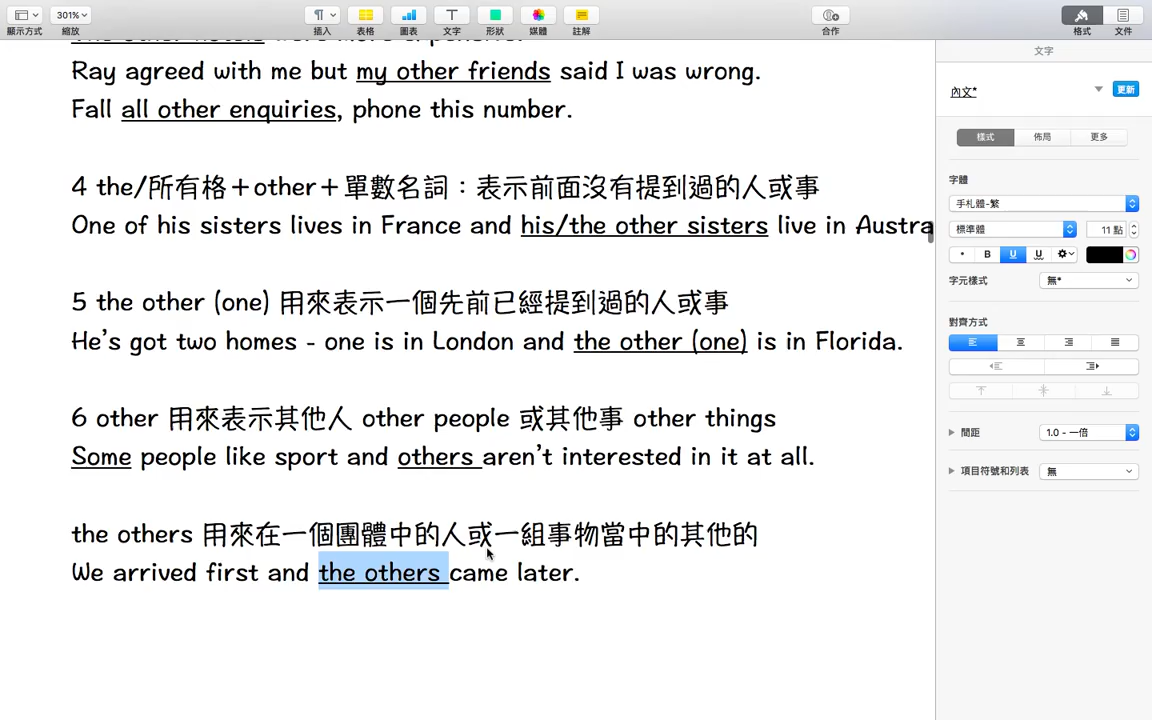 301%
顯示方式
縮放
插入
表格
圖表
文字
形狀
媒體
註解
合作
格式
文件
Ray agreed with me but my other friends said I was wrong.
Fall all other enquiries, phone this number.
4 the/所有格＋other＋單數名詞：表示前面沒有提到過的人或事
One of his sisters lives in France and his/the other sisters live in Austra
5 the other (one) 用來表示一個先前已經提到過的人或事
He's got two homes - one is in London and the other (one) is in Florida.
6 other 用來表示其他人 other people 或其他事 other things
Some people like sport and others aren't interested in it at all.
the others 用來在一個團體中的人或一組事物當中的其他的
We arrived first and the others came later.
文字
內文*
更新
樣式
佈局
更多
字體
手札體-繁
標準體
11 點
B
U
U
字元樣式
無*
對齊方式
間距
1.0 - 一倍
項目符號和列表
無